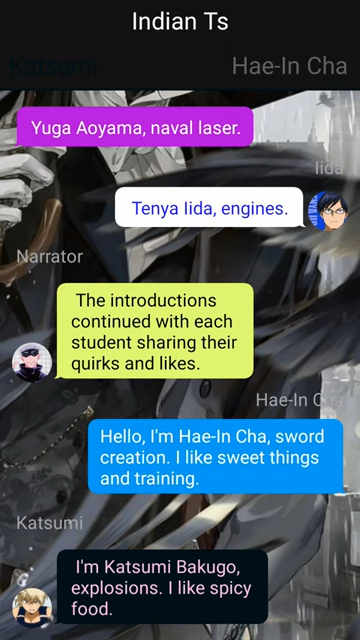 Indian Ts
Katsumi
Hae-In Cha
Yuga Aoyama, naval laser.
Iida
Tenya Iida, engines.
Narrator
The introductions
continued with each
student sharing their
quirks and likes.
Hae-In Cha
Hello, I'm Hae-In Cha, sword
creation. I like sweet things
and training.
Katsumi
I'm Katsumi Bakugo,
explosions. I like spicy
food.